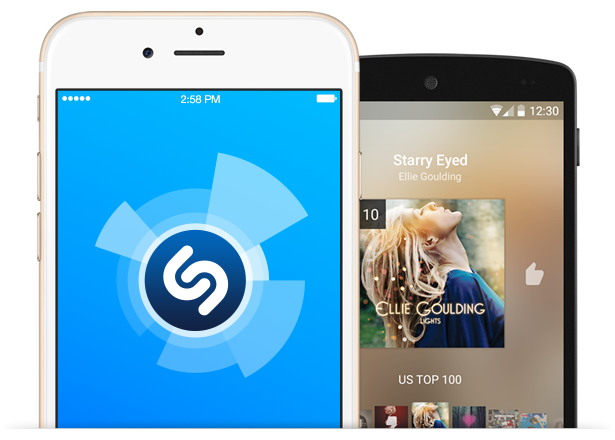 2:58 PM
12:30
Starry Eyed
Ellie Goulding
10
ELLIE GOULDING
LIGHTS
US TOP 100